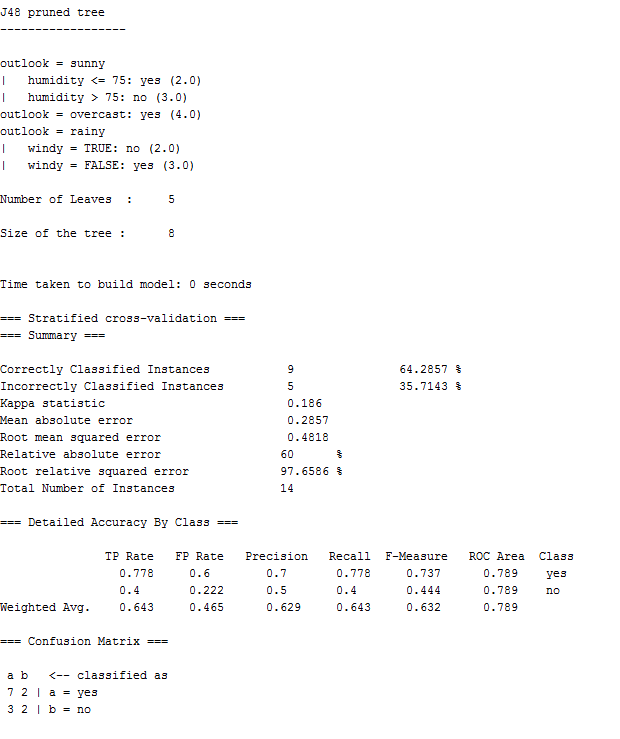 J48 pruned tree
------------------
outlook = sunny
|   humidity <= 75: yes (2.0)
|   humidity > 75: no (3.0)
outlook = overcast: yes (4.0)
outlook = rainy
|   windy = TRUE: no (2.0)
|   windy = FALSE: yes (3.0)
Number of Leaves  :     5
Size of the tree :      8
Time taken to build model: 0 seconds
=== Stratified cross-validation ===
=== Summary ===
Correctly Classified Instances           9               64.2857 %
Incorrectly Classified Instances         5               35.7143 %
Kappa statistic                          0.186
Mean absolute error                      0.2857
Root mean squared error                  0.4818
Relative absolute error                 60      %
Root relative squared error             97.6586 %
Total Number of Instances               14
=== Detailed Accuracy By Class ===
               TP Rate   FP Rate   Precision   Recall  F-Measure   ROC Area  Class
                 0.778     0.6        0.7       0.778     0.737      0.789    yes
                 0.4       0.222      0.5       0.4       0.444      0.789    no
Weighted Avg.    0.643     0.465      0.629     0.643     0.632      0.789
=== Confusion Matrix ===
 a b   <-- classified as
 7 2 | a = yes
 3 2 | b = no